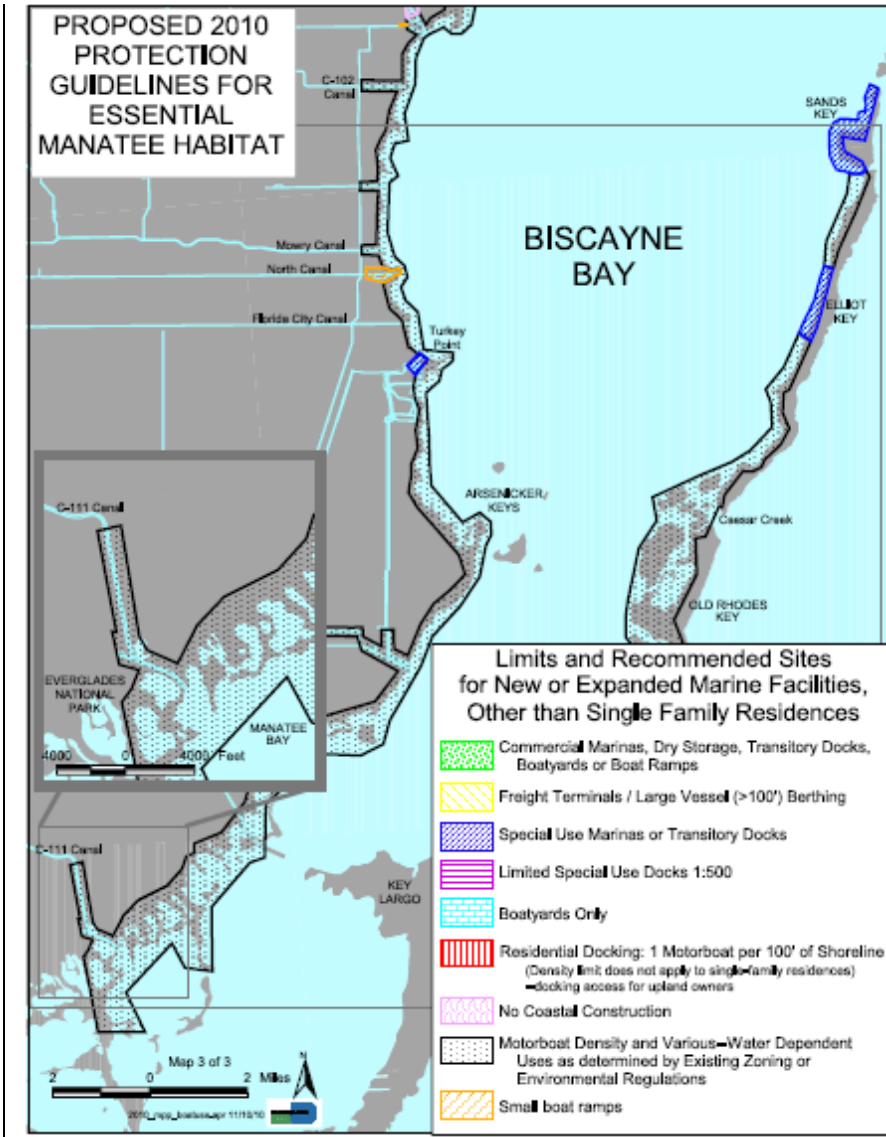 PROPOSED 2010
PROTECTION
GUIDELINES FOR
ESSENTIAL
MANATEE HABITAT
C-102
Canal
SANDS
KEY
BISCAYNE
BAY
Mowry Canal
North Canal
Florida City Canal
ELLIOT
KEY
Turkey
Point
ARSENICKER
KEYS
Caesar Creek
C-111 Canal
OLD RHODES
KEY
EVERGLADES
NATIONAL
PARK
MANATEE
BAY
4000 0 4000 Feet
C-111 Canal
KEY
LARGO
Map 3 of 3
N
2 0 2 Miles
2010_mpp_boatuse.apr 11/10/10
Limits and Recommended Sites
for New or Expanded Marine Facilities,
Other than Single Family Residences
Commercial Marinas, Dry Storage, Transitory Docks,
Boatyards or Boat Ramps
Freight Terminals / Large Vessel (>100') Berthing
Special Use Marinas or Transitory Docks
Limited Special Use Docks 1:500
Boatyards Only
Residential Docking: 1 Motorboat per 100' of Shoreline
(Density limit does not apply to single-family residences)
—docking access for upland owners
No Coastal Construction
Motorboat Density and Various—Water Dependent
Uses as determined by Existing Zoning or
Environmental Regulations
Small boat ramps